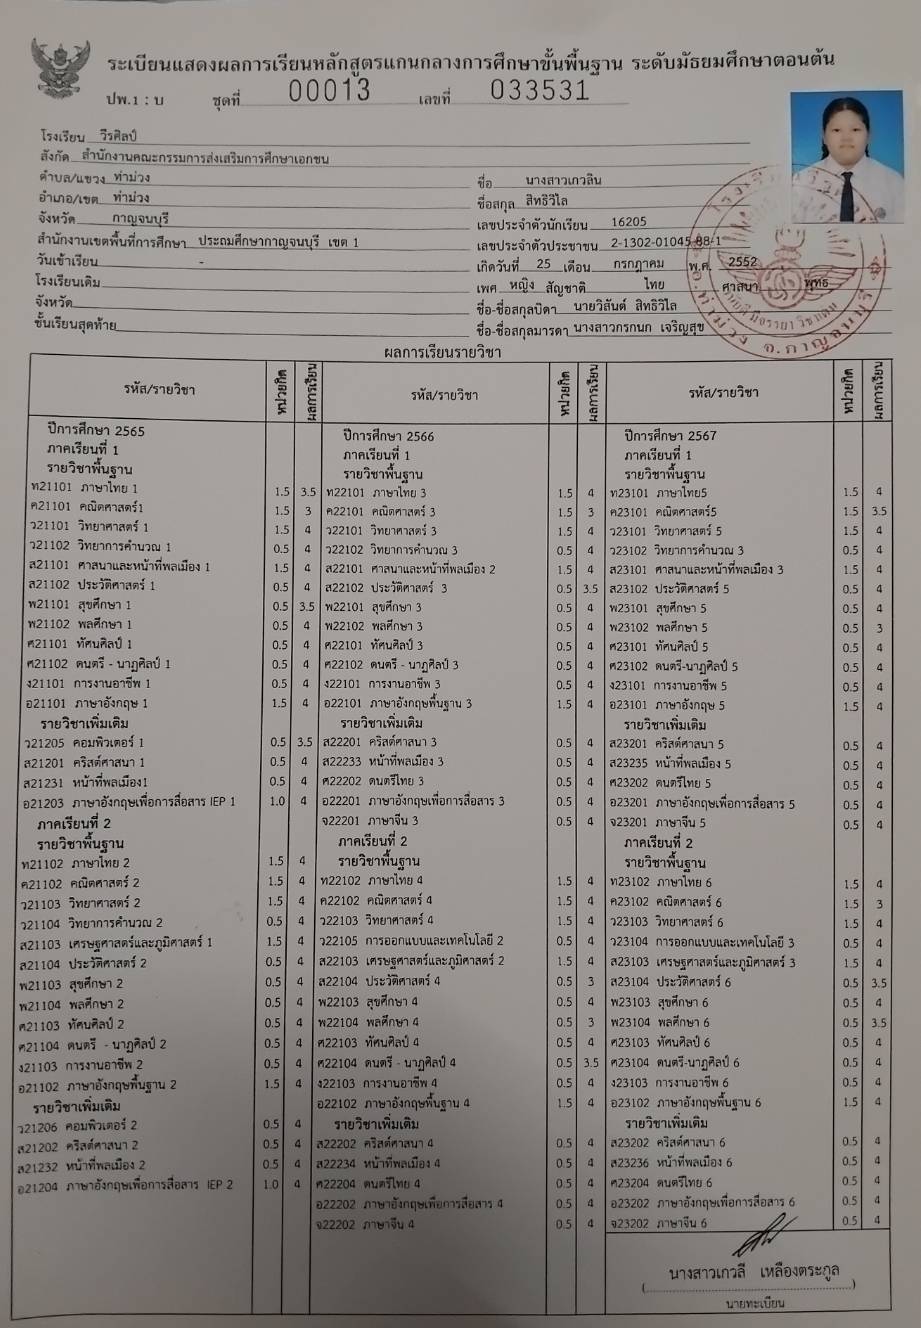 ระเบียนแสดงผลการเรียนหลักสูตรแกนกลางการศึกษาขั้นพื้นฐาน ระดับมัธยมศึกษาตอนต้น
ปพ.1 : บ ชุดที่ 00013 เลขที่ 033531
โรงเรียน วีรศิลป์
สังกัด สำนักงานคณะกรรมการส่งเสริมการศึกษาเอกชน
ตำบล/แขวง ท่าม่วง
อำเภอ/เขต ท่าม่วง
จังหวัด กาญจนบุรี
สำนักงานเขตพื้นที่การศึกษา ประถมศึกษากาญจนบุรี เขต 1
วันเข้าเรียน -
โรงเรียนเดิม
จังหวัด
ชั้นเรียนสุดท้าย
ชื่อ นางสาวเกวลิน
ชื่อสกุล สิทธิวิไล
เลขประจำตัวนักเรียน 16205
เลขประจำตัวประชาชน 2-1302-01045-88-1
เกิดวันที่ 25 เดือน กรกฎาคม พ.ศ. 2552
เพศ หญิง สัญชาติ ไทย ศาสนา พุทธ
ชื่อ-ชื่อสกุลบิดา นายวิสันต์ สิทธิวิไล
ชื่อ-ชื่อสกุลมารดา นางสาวกรกนก เจริญสุข
ผลการเรียนรายวิชา
รหัส/รายวิชา หน่วยกิต ผลการเรียน
ปีการศึกษา 2565
ภาคเรียนที่ 1
รายวิชาพื้นฐาน
ท21101 ภาษาไทย 1 1.5 3.5
ค21101 คณิตศาสตร์1 1.5 3
ว21101 วิทยาศาสตร์ 1 1.5 4
ว21102 วิทยาการคำนวณ 1 0.5 4
ส21101 ศาสนาและหน้าที่พลเมือง 1 1.5 4
ส21102 ประวัติศาสตร์ 1 0.5 4
พ21101 สุขศึกษา 1 0.5 3.5
พ21102 พลศึกษา 1 0.5 4
ศ21101 ทัศนศิลป์ 1 0.5 4
ศ21102 ดนตรี - นาฏศิลป์ 1 0.5 4
ง21101 การงานอาชีพ 1 0.5 4
อ21101 ภาษาอังกฤษ 1 1.5 4
รายวิชาเพิ่มเติม
ว21205 คอมพิวเตอร์ 1 0.5 3.5
ส21201 คริสต์ศาสนา 1 0.5 4
ส21231 หน้าที่พลเมือง1 0.5 4
อ21203 ภาษาอังกฤษเพื่อการสื่อสาร IEP 1 1.0 4
ภาคเรียนที่ 2
รายวิชาพื้นฐาน
ท21102 ภาษาไทย 2 1.5 4
ค21102 คณิตศาสตร์ 2 1.5 4
ว21103 วิทยาศาสตร์ 2 1.5 4
ว21104 วิทยาการคำนวณ 2 0.5 4
ส21103 เศรษฐศาสตร์และภูมิศาสตร์ 1 1.5 4
ส21104 ประวัติศาสตร์ 2 0.5 4
พ21103 สุขศึกษา 2 0.5 4
พ21104 พลศึกษา 2 0.5 4
ศ21103 ทัศนศิลป์ 2 0.5 4
ศ21104 ดนตรี - นาฏศิลป์ 2 0.5 4
ง21103 การงานอาชีพ 2 0.5 4
อ21102 ภาษาอังกฤษพื้นฐาน 2 1.5 4
รายวิชาเพิ่มเติม
ว21206 คอมพิวเตอร์ 2 0.5 4
ส21202 คริสต์ศาสนา 2 0.5 4
ส21232 หน้าที่พลเมือง 2 0.5 4
อ21204 ภาษาอังกฤษเพื่อการสื่อสาร IEP 2 1.0 4
รหัส/รายวิชา หน่วยกิต ผลการเรียน
ปีการศึกษา 2566
ภาคเรียนที่ 1
รายวิชาพื้นฐาน
ท22101 ภาษาไทย 3 1.5 4
ค22101 คณิตศาสตร์ 3 1.5 3
ว22101 วิทยาศาสตร์ 3 1.5 4
ว22102 วิทยาการคำนวณ 3 0.5 4
ส22101 ศาสนาและหน้าที่พลเมือง 2 1.5 4
ส22102 ประวัติศาสตร์ 3 0.5 3.5
พ22101 สุขศึกษา 3 0.5 4
พ22102 พลศึกษา 3 0.5 4
ศ22101 ทัศนศิลป์ 3 0.5 4
ศ22102 ดนตรี - นาฏศิลป์ 3 0.5 4
ง22101 การงานอาชีพ 3 0.5 4
อ22101 ภาษาอังกฤษพื้นฐาน 3 1.5 4
รายวิชาเพิ่มเติม
ส22201 คริสต์ศาสนา 3 0.5 4
ส22233 หน้าที่พลเมือง 3 0.5 4
ศ22202 ดนตรีไทย 3 0.5 4
อ22201 ภาษาอังกฤษเพื่อการสื่อสาร 3 0.5 4
จ22201 ภาษาจีน 3 0.5 4
ภาคเรียนที่ 2
รายวิชาพื้นฐาน
ท22102 ภาษาไทย 4 1.5 4
ค22102 คณิตศาสตร์ 4 1.5 4
ว22103 วิทยาศาสตร์ 4 1.5 4
ว22105 การออกแบบและเทคโนโลยี 2 0.5 4
ส22103 เศรษฐศาสตร์และภูมิศาสตร์ 2 1.5 4
ส22104 ประวัติศาสตร์ 4 0.5 3
พ22103 สุขศึกษา 4 0.5 4
พ22104 พลศึกษา 4 0.5 3
ศ22103 ทัศนศิลป์ 4 0.5 4
ศ22104 ดนตรี - นาฏศิลป์ 4 0.5 3.5
ง22103 การงานอาชีพ 4 0.5 4
อ22102 ภาษาอังกฤษพื้นฐาน 4 1.5 4
รายวิชาเพิ่มเติม
ส22202 คริสต์ศาสนา 4 0.5 4
ส22234 หน้าที่พลเมือง 4 0.5 4
ศ22204 ดนตรีไทย 4 0.5 4
อ22202 ภาษาอังกฤษเพื่อการสื่อสาร 4 0.5 4
จ22202 ภาษาจีน 4 0.5 4
รหัส/รายวิชา หน่วยกิต ผลการเรียน
ปีการศึกษา 2567
ภาคเรียนที่ 1
รายวิชาพื้นฐาน
ท23101 ภาษาไทย5 1.5 4
ค23101 คณิตศาสตร์5 1.5 3.5
ว23101 วิทยาศาสตร์ 5 1.5 4
ว23102 วิทยาการคำนวณ 3 0.5 4
ส23101 ศาสนาและหน้าที่พลเมือง 3 1.5 4
ส23102 ประวัติศาสตร์ 5 0.5 4
พ23101 สุขศึกษา 5 0.5 4
พ23102 พลศึกษา 5 0.5 3
ศ23101 ทัศนศิลป์ 5 0.5 4
ศ23102 ดนตรี-นาฏศิลป์ 5 0.5 4
ง23101 การงานอาชีพ 5 0.5 4
อ23101 ภาษาอังกฤษ 5 1.5 4
รายวิชาเพิ่มเติม
ส23201 คริสต์ศาสนา 5 0.5 4
ส23235 หน้าที่พลเมือง 5 0.5 4
ศ23202 ดนตรีไทย 5 0.5 4
อ23201 ภาษาอังกฤษเพื่อการสื่อสาร 5 0.5 4
จ23201 ภาษาจีน 5 0.5 4
ภาคเรียนที่ 2
รายวิชาพื้นฐาน
ท23102 ภาษาไทย 6 1.5 4
ค23102 คณิตศาสตร์ 6 1.5 3
ว23103 วิทยาศาสตร์ 6 1.5 4
ว23104 การออกแบบและเทคโนโลยี 3 0.5 4
ส23103 เศรษฐศาสตร์และภูมิศาสตร์ 3 1.5 4
ส23104 ประวัติศาสตร์ 6 0.5 3.5
พ23103 สุขศึกษา 6 0.5 4
พ23104 พลศึกษา 6 0.5 3.5
ศ23103 ทัศนศิลป์ 6 0.5 4
ศ23104 ดนตรี-นาฏศิลป์ 6 0.5 4
ง23103 การงานอาชีพ 6 0.5 4
อ23102 ภาษาอังกฤษพื้นฐาน 6 1.5 4
รายวิชาเพิ่มเติม
ส23202 คริสต์ศาสนา 6 0.5 4
ส23236 หน้าที่พลเมือง 6 0.5 4
ศ23204 ดนตรีไทย 6 0.5 4
อ23202 ภาษาอังกฤษเพื่อการสื่อสาร 6 0.5 4
จ23202 ภาษาจีน 6 0.5 4
นางสาวเกวลี เหลืองตระกูล
นายทะเบียน